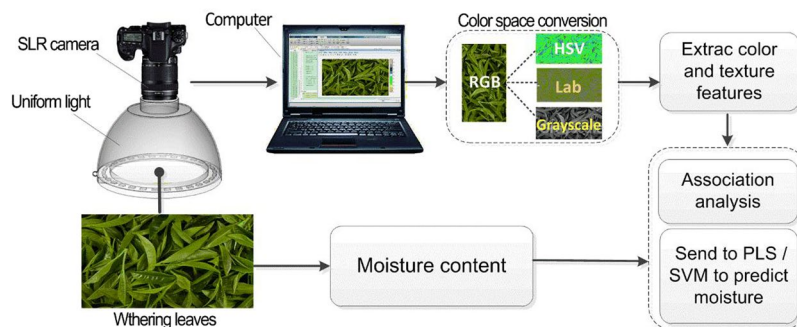 SLR camera
Uniform light
Computer
Color space conversion
RGB
HSV
Lab
Grayscale
Extrac color
and texture
features
Association
analysis
Send to PLS /
SVM to predict
moisture
Moisture content
Wthering leaves